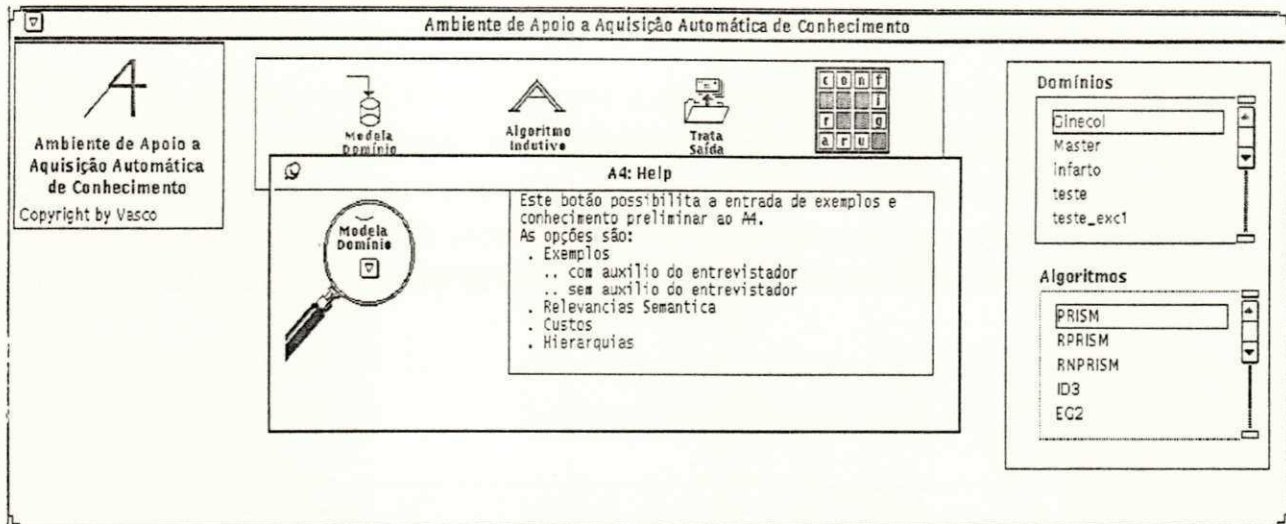 Ambiente de Apoio a Aquisição Automática de Conhecimento
A
Ambiente de Apoio a
Aquisição Automática
de Conhecimento
Copyright by Vasco
Modela
Domínio
Algoritmo
Indutivo
Trata
Saída
conf
i
r g
aru
A4: Help
Modela
Domínio
Este botão possibilita a entrada de exemplos e
conhecimento preliminar ao A4.
As opções são:
. Exemplos
.. com auxilio do entrevistador
.. sem auxilio do entrevistador
. Relevancias Semantica
. Custos
. Hierarquias
Domínios
Ginecol
Master
infarto
teste
teste_exc1
Algoritmos
PRISM
RPRISM
RNPRISM
ID3
EG2